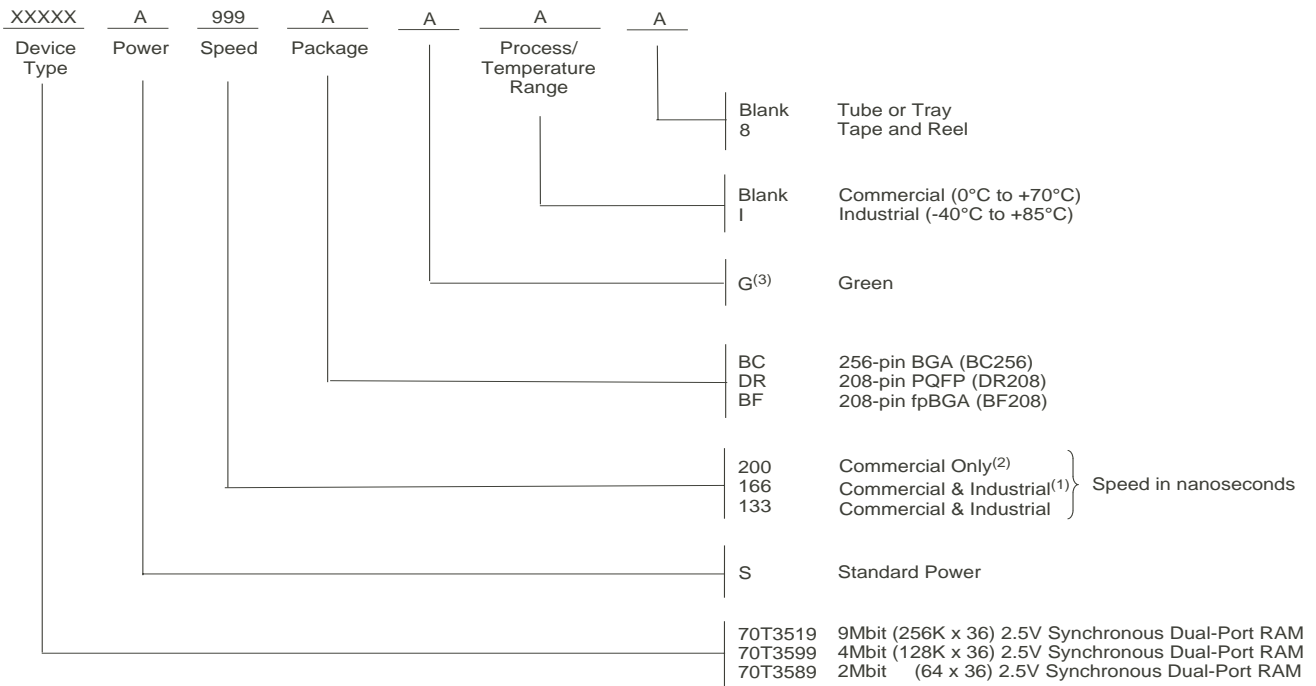 XXXXX A 999 A A A A
Device Type Power Speed Package Process/ Temperature Range
Blank Tube or Tray
8 Tape and Reel
Blank Commercial (0°C to +70°C)
I Industrial (-40°C to +85°C)
G(3) Green
BC 256-pin BGA (BC256)
DR 208-pin PQFP (DR208)
BF 208-pin fpBGA (BF208)
200 Commercial Only(2)
166 Commercial & Industrial(1) Speed in nanoseconds
133 Commercial & Industrial
S Standard Power
70T3519 9Mbit (256K x 36) 2.5V Synchronous Dual-Port RAM
70T3599 4Mbit (128K x 36) 2.5V Synchronous Dual-Port RAM
70T3589 2Mbit (64 x 36) 2.5V Synchronous Dual-Port RAM